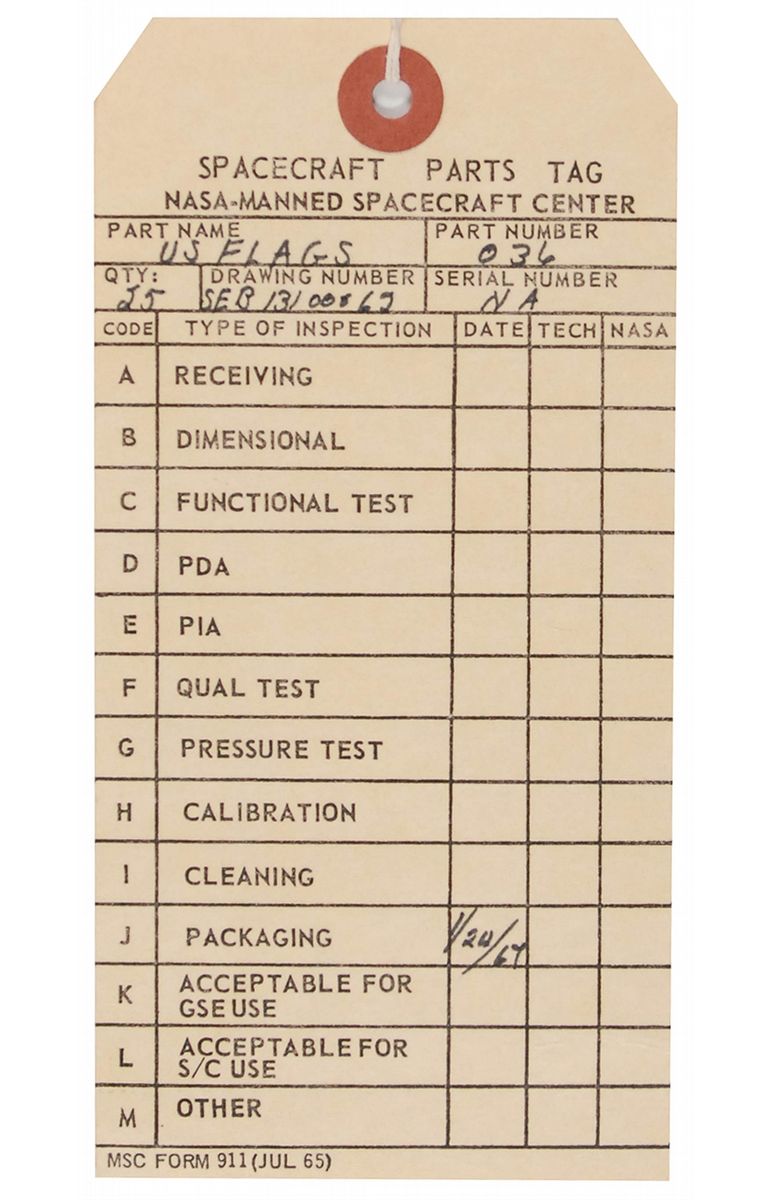 SPACECRAFT PARTS TAG
NASA-MANNED SPACECRAFT CENTER
PART NAME PART NUMBER
US FLAGS 036
QTY: DRAWING NUMBER SERIAL NUMBER
25 SEB NA
CODE TYPE OF INSPECTION DATE TECH NASA
A RECEIVING
B DIMENSIONAL
C FUNCTIONAL TEST
D PDA
E PIA
F QUAL TEST
G PRESSURE TEST
H CALIBRATION
I CLEANING
J PACKAGING
K ACCEPTABLE FOR
GSE USE
L ACCEPTABLE FOR
S/C USE
M OTHER
MSC FORM 911 (JUL 65)